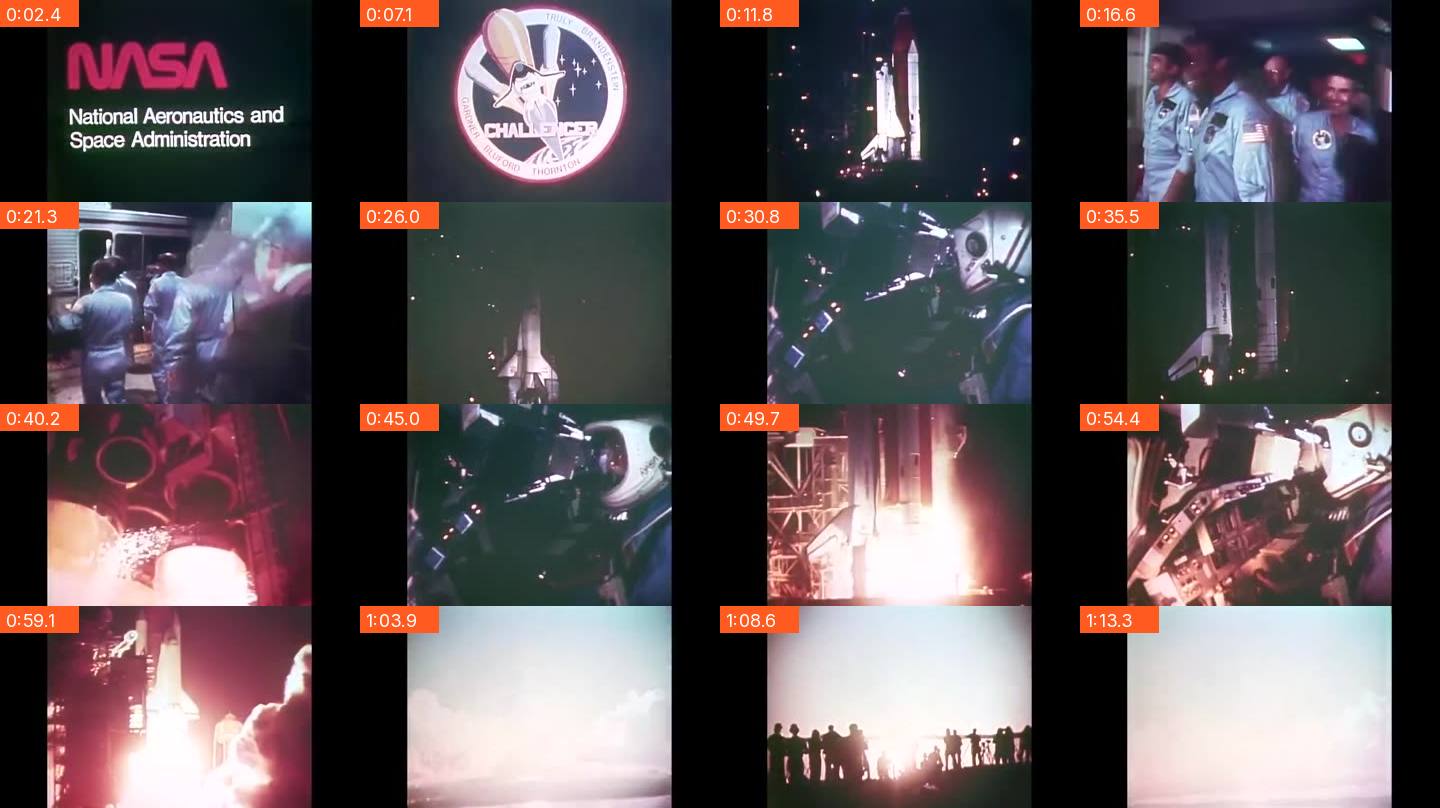 0:02.4
NASA
National Aeronautics and
Space Administration
0:07.1
TRULY BRANDENSTEIN
CHALLENGER
GARDNER BLUFORD THORNTON
0:11.8
0:16.6
0:21.3
0:26.0
0:30.8
0:35.5
United States
0:40.2
0:45.0
0:49.7
0:54.4
0:59.1
1:03.9
1:08.6
1:13.3